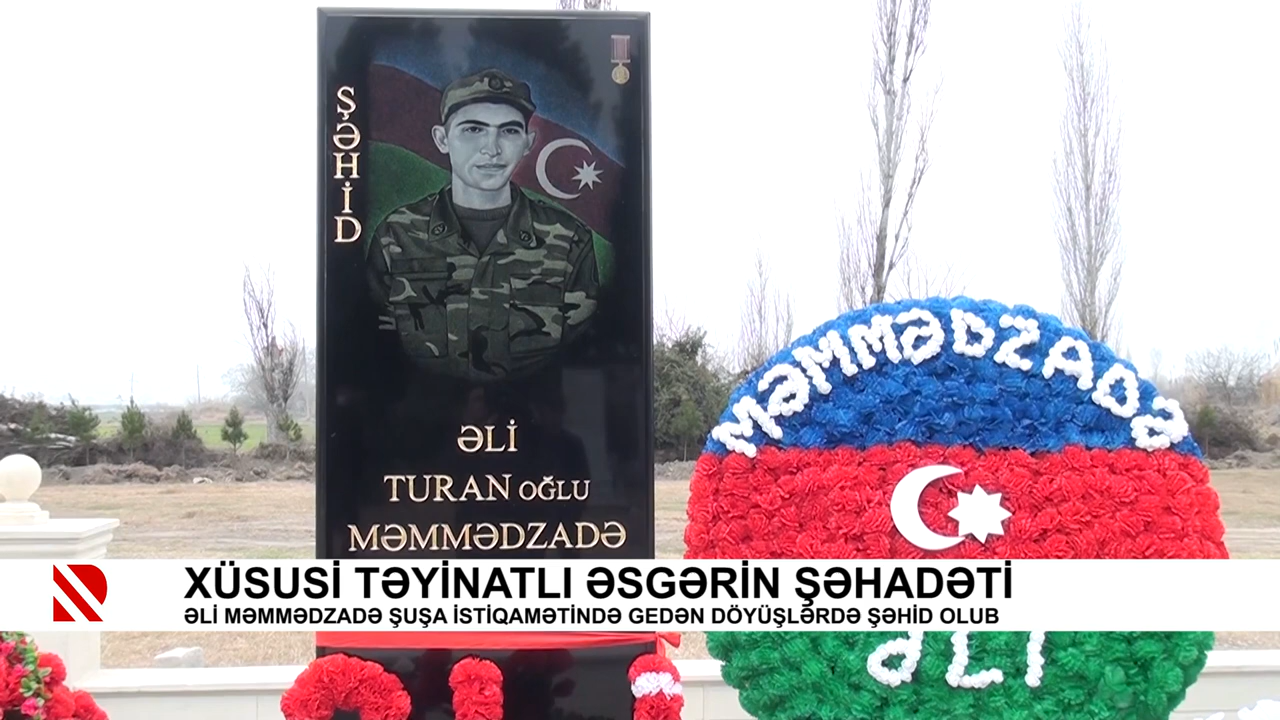 ŞƏHİD
ƏLİ
TURAN OĞLU
MƏMMƏDZADƏ
MƏMMƏDZADƏ
ƏLİ
XÜSUSİ TƏYİNATLI ƏSGƏRİN ŞƏHADƏTİ
ƏLİ MƏMMƏDZADƏ ŞUŞA İSTİQAMƏTİNDƏ GEDƏN DÖYÜŞLƏRDƏ ŞƏHİD OLUB